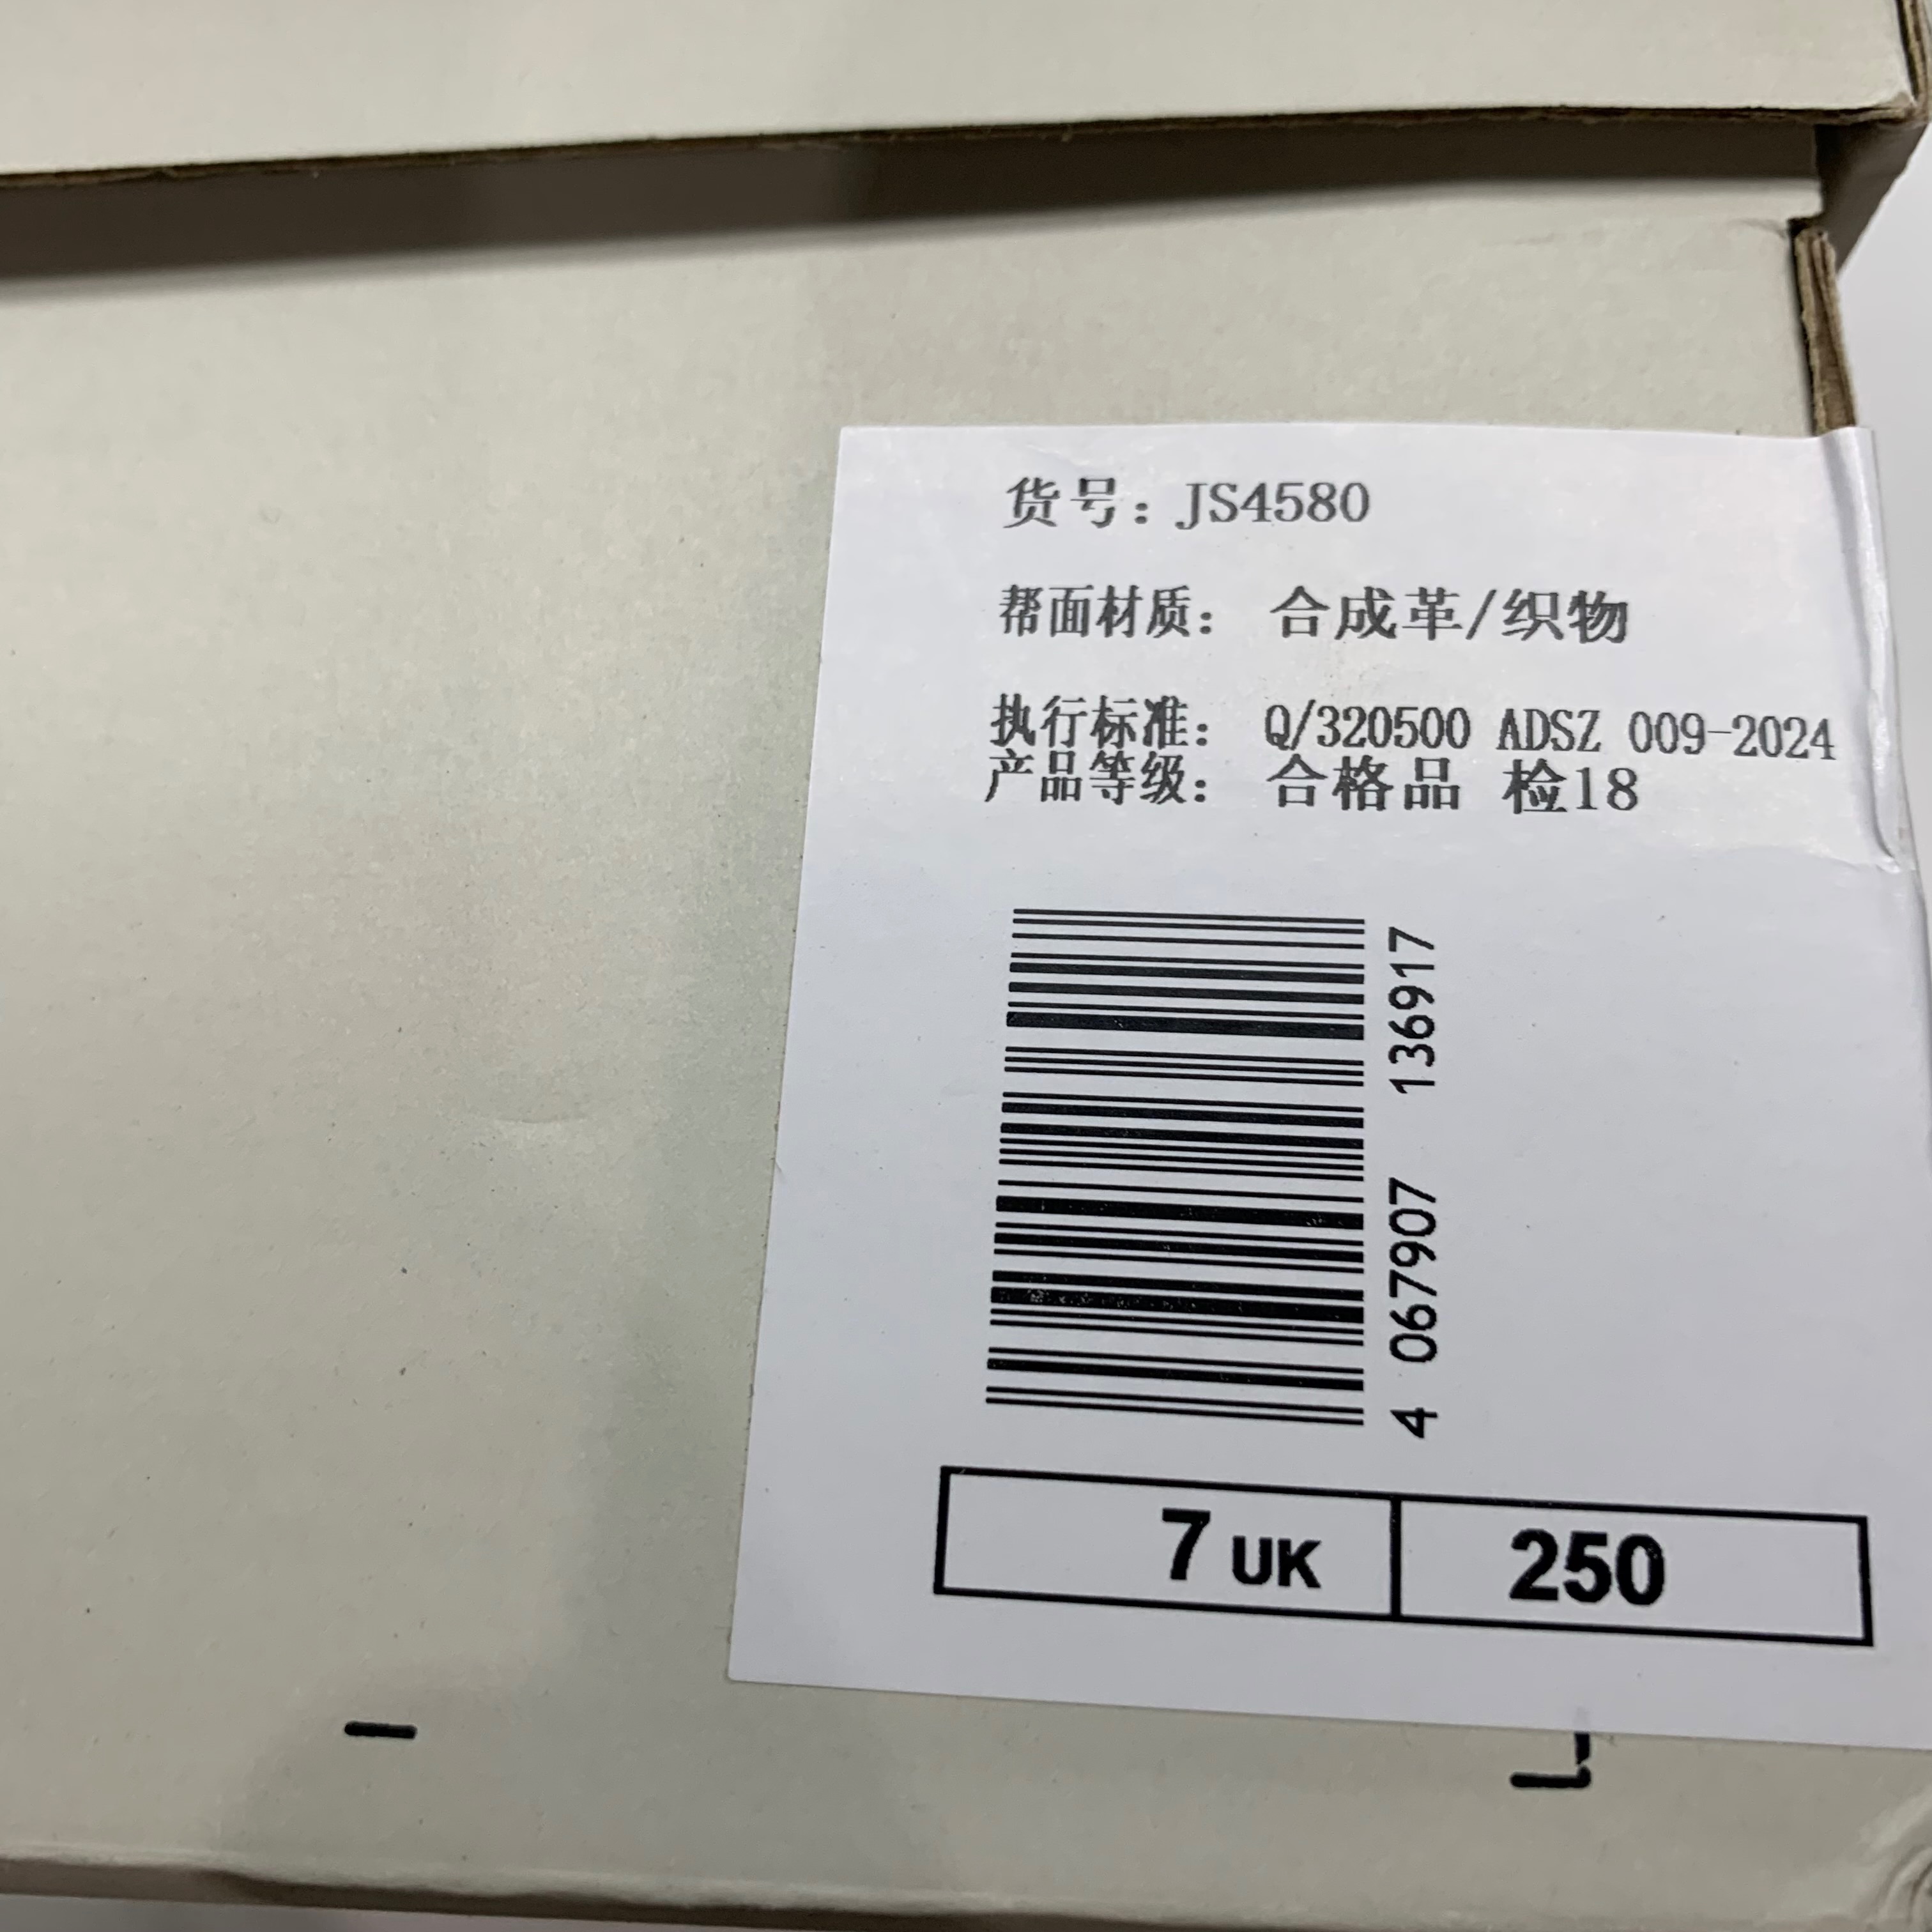 货号：JS4580
帮面材质： 合成革/织物
执行标准： Q/320500 ADSZ 009-2024
产品等级： 合格品 检18
4 067907 136917
7 UK 250